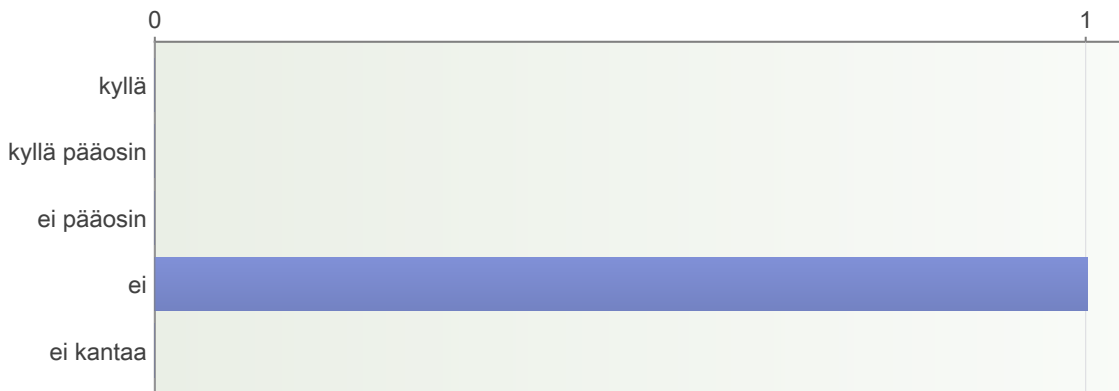 0 1
kyllä
kyllä pääosin
ei pääosin
ei
ei kantaa